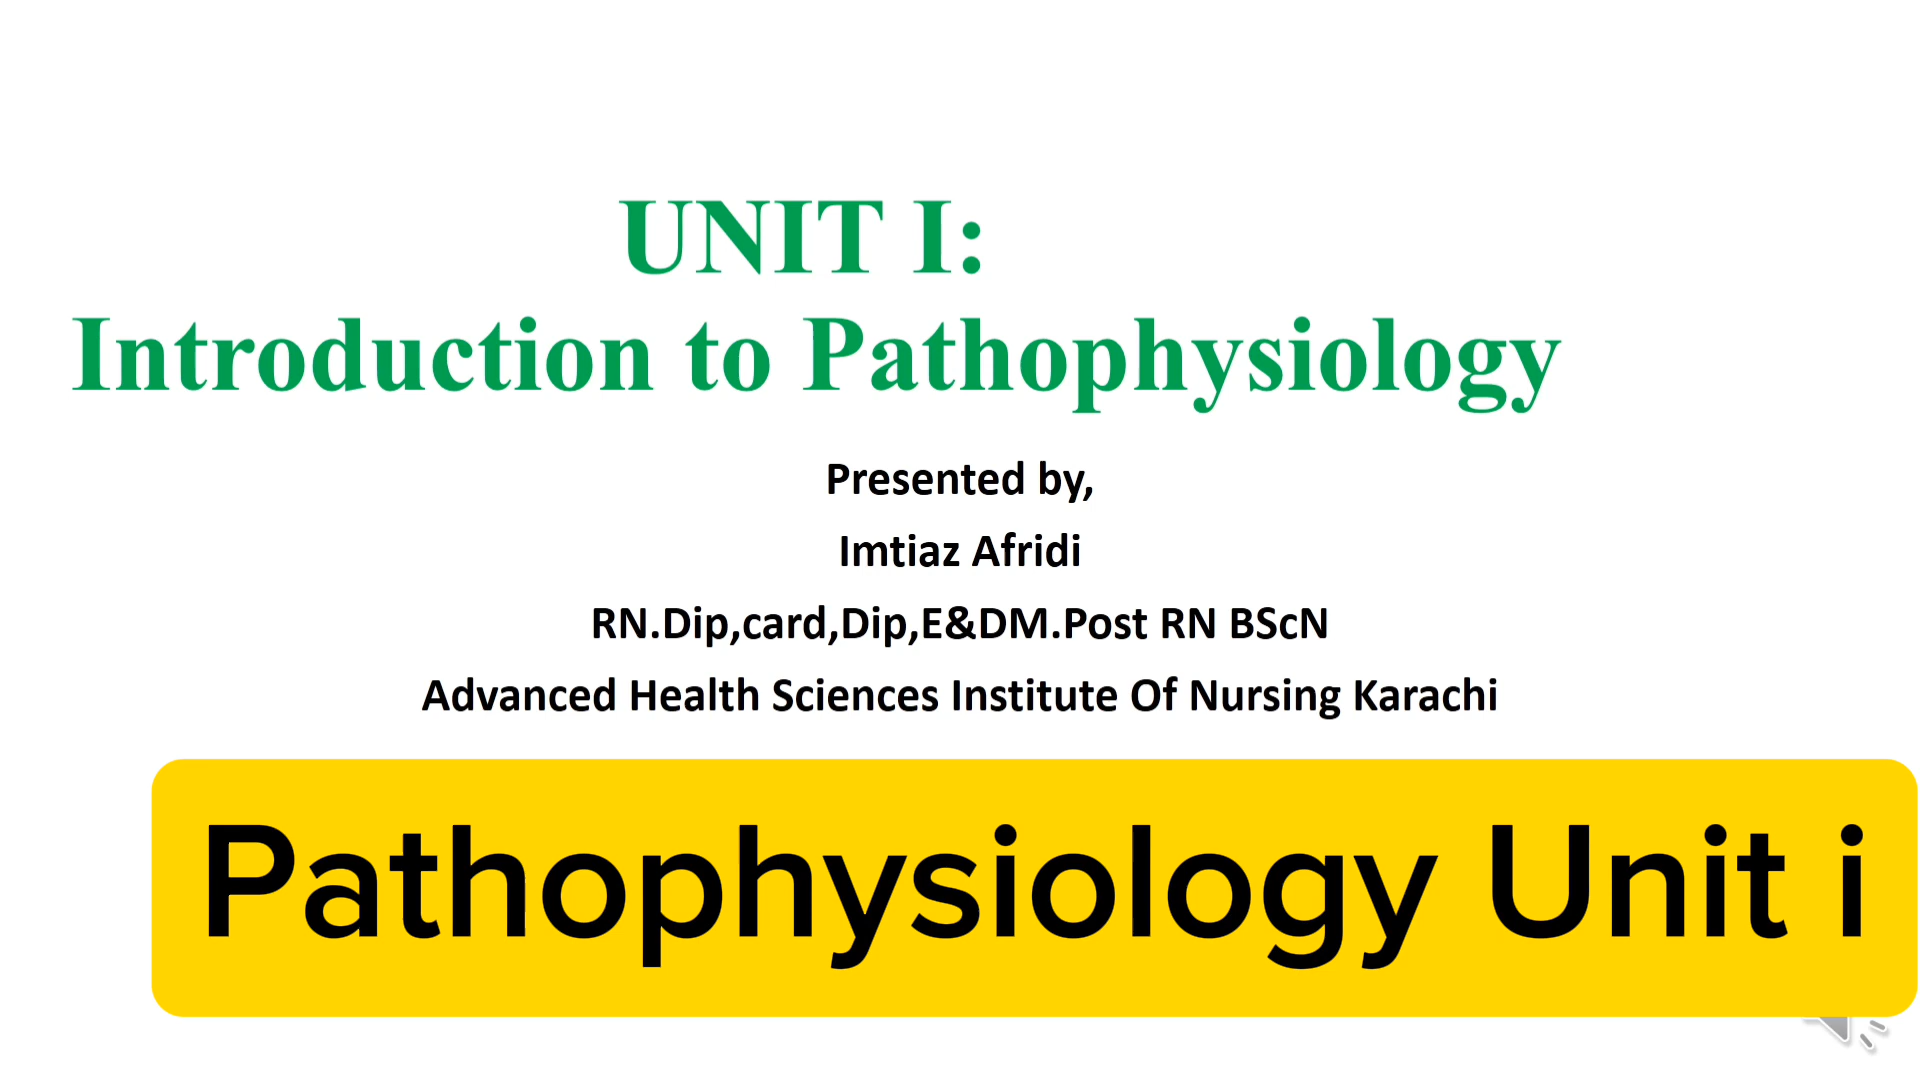 UNIT I:
Introduction to Pathophysiology
Presented by,
Imtiaz Afridi
RN.Dip,card,Dip,E&DM.Post RN BScN
Advanced Health Sciences Institute Of Nursing Karachi
Pathophysiology Unit i